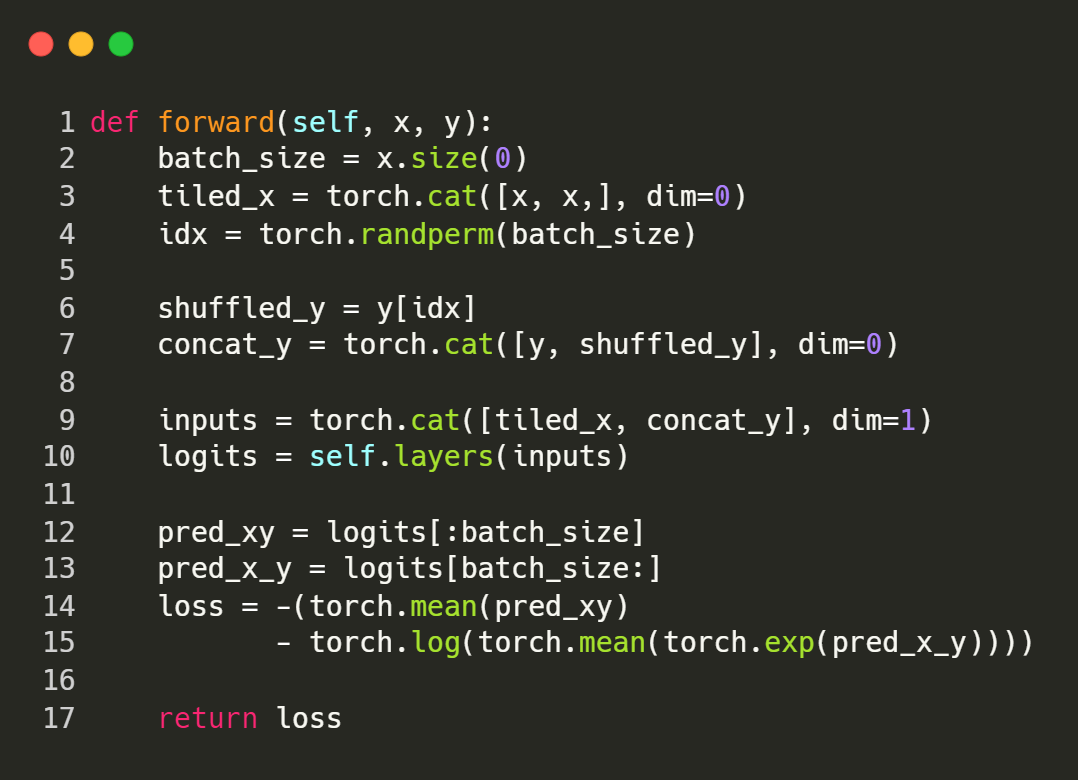 1 def forward(self, x, y):
2     batch_size = x.size(0)
3     tiled_x = torch.cat([x, x,], dim=0)
4     idx = torch.randperm(batch_size)
5
6     shuffled_y = y[idx]
7     concat_y = torch.cat([y, shuffled_y], dim=0)
8
9     inputs = torch.cat([tiled_x, concat_y], dim=1)
10     logits = self.layers(inputs)
11
12     pred_xy = logits[:batch_size]
13     pred_x_y = logits[batch_size:]
14     loss = -(torch.mean(pred_xy)
15            - torch.log(torch.mean(torch.exp(pred_x_y))))
16
17     return loss